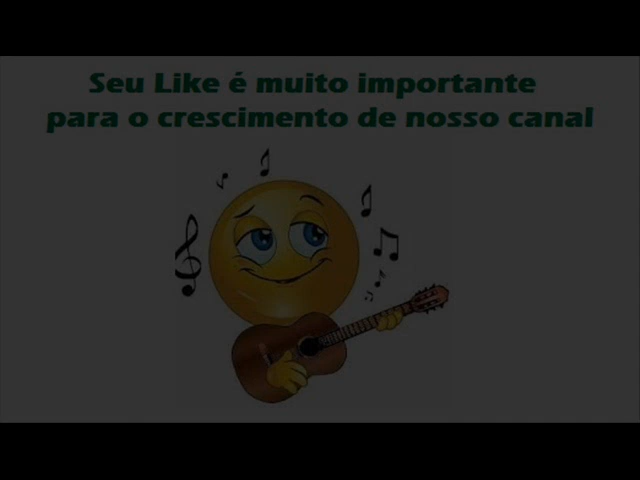 Seu Like é muito importante
para o crescimento de nosso canal